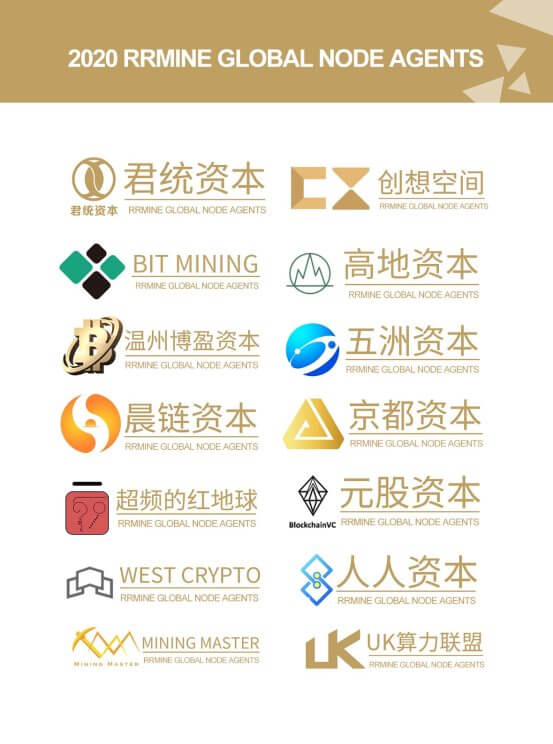 2020 RRMINE GLOBAL NODE AGENTS
君统资本
君统资本
RRMINE GLOBAL NODE AGENTS
创想空间
RRMINE GLOBAL NODE AGENTS
BIT MINING
RRMINE GLOBAL NODE AGENTS
高地资本
RRMINE GLOBAL NODE AGENTS
温州博盈资本
RRMINE GLOBAL NODE AGENTS
五洲资本
RRMINE GLOBAL NODE AGENTS
晨链资本
RRMINE GLOBAL NODE AGENTS
京都资本
RRMINE GLOBAL NODE AGENTS
超频的红地球
RRMINE GLOBAL NODE AGENTS
BlockchainVC
元股资本
RRMINE GLOBAL NODE AGENTS
WEST CRYPTO
RRMINE GLOBAL NODE AGENTS
人人资本
RRMINE GLOBAL NODE AGENTS
MINING MASTER
MINING MASTER
RRMINE GLOBAL NODE AGENTS
UK
UK算力联盟
RRMINE GLOBAL NODE AGENTS